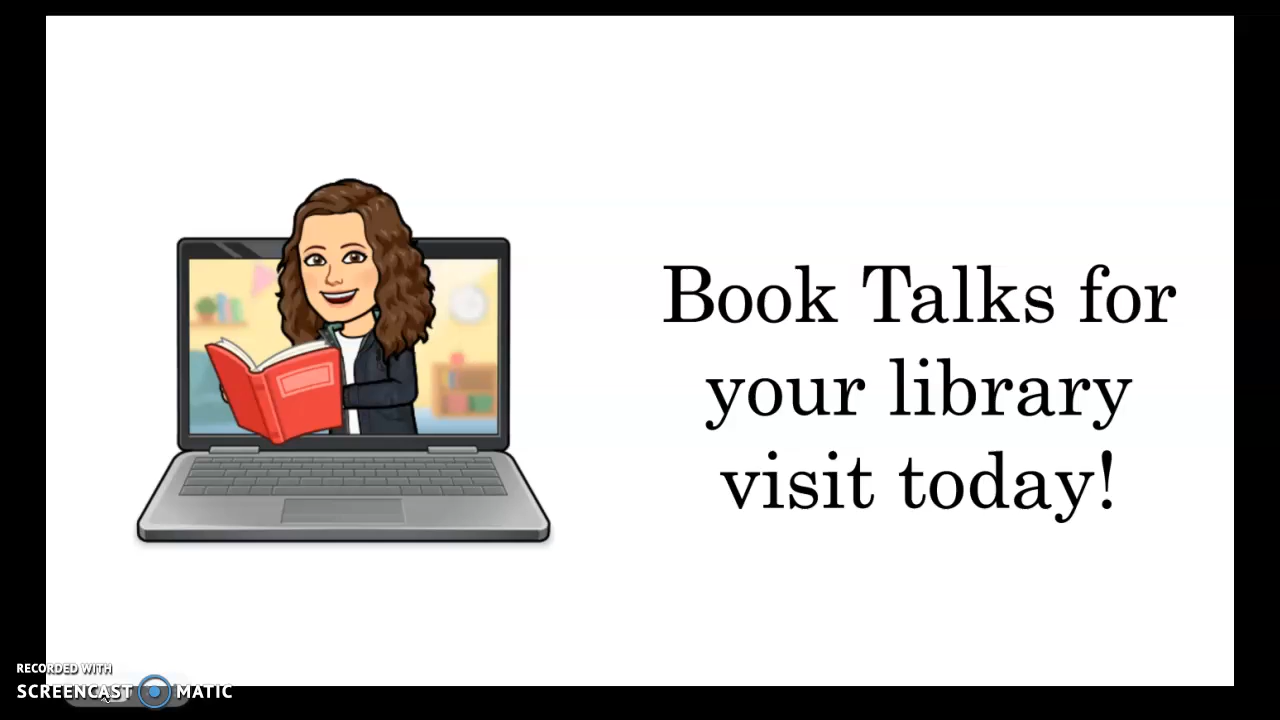 Book Talks for
your library
visit today!
RECORDED WITH
SCREENCAST MATIC